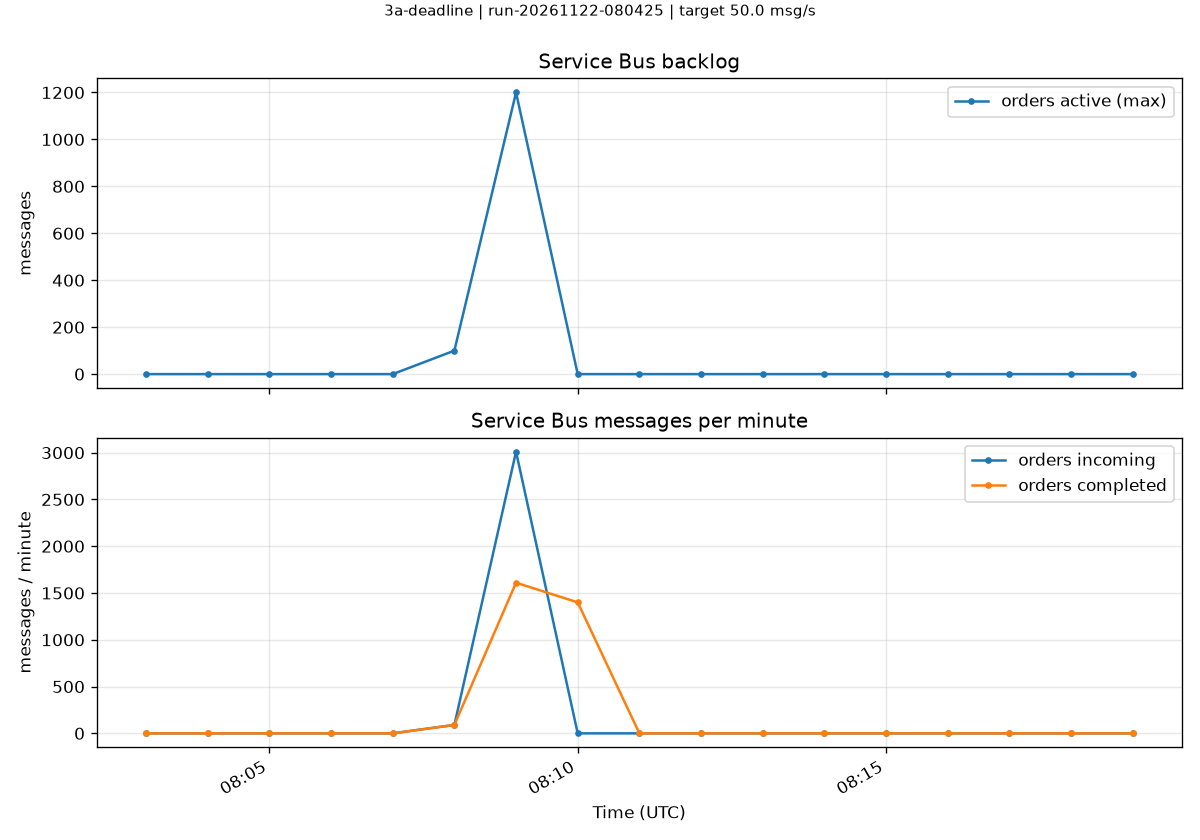 3a-deadline | run-20261122-080425 | target 50.0 msg/s
Service Bus backlog
1200
1000
800
600
400
200
0
messages
orders active (max)
Service Bus messages per minute
3000
2500
2000
1500
1000
500
0
messages / minute
orders incoming
orders completed
08:05
08:10
08:15
Time (UTC)